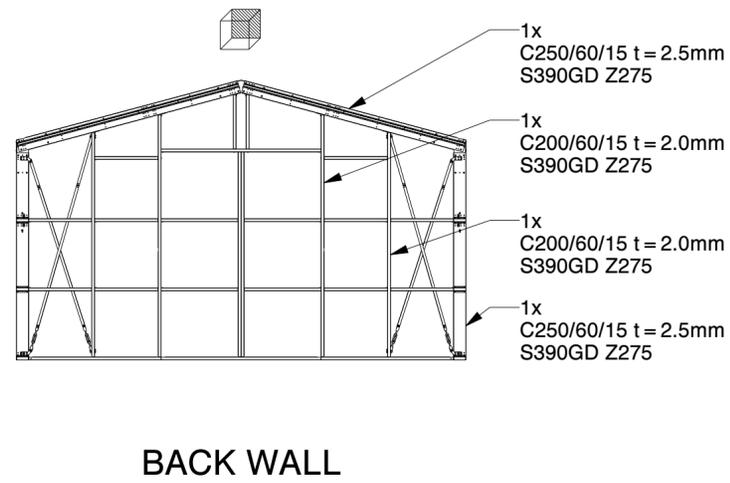 1x
C250/60/15 t=2.5mm
S390GD Z275
1x
C200/60/15 t=2.0mm
S390GD Z275
1x
C200/60/15 t=2.0mm
S390GD Z275
1x
C250/60/15 t=2.5mm
S390GD Z275
BACK WALL